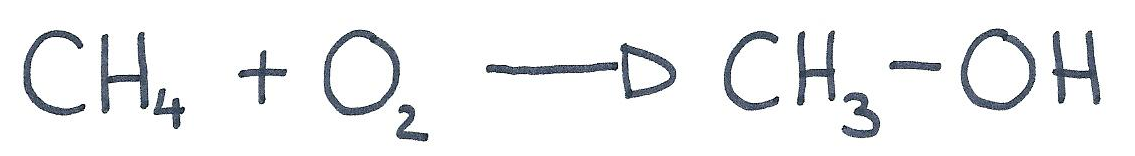 CH₄ + O₂ → CH₃-OH